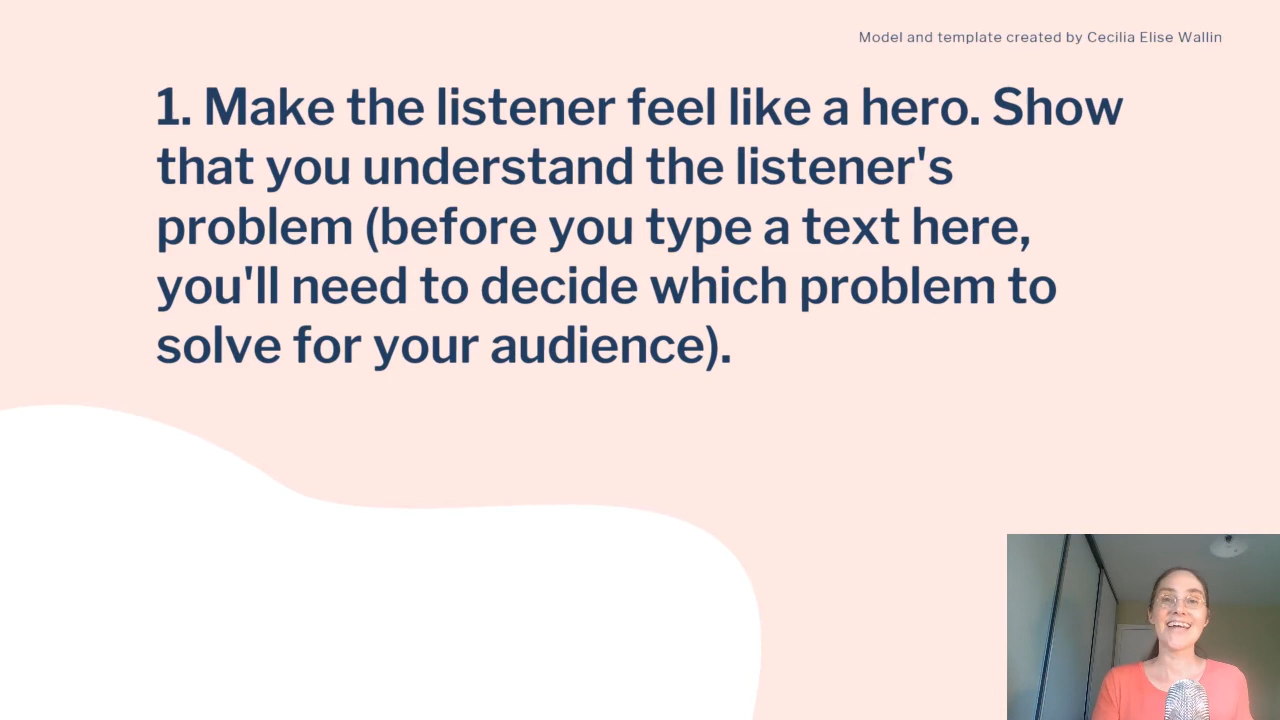 Model and template created by Cecilia Elise Wallin
1. Make the listener feel like a hero. Show
that you understand the listener's
problem (before you type a text here,
you'll need to decide which problem to
solve for your audience).